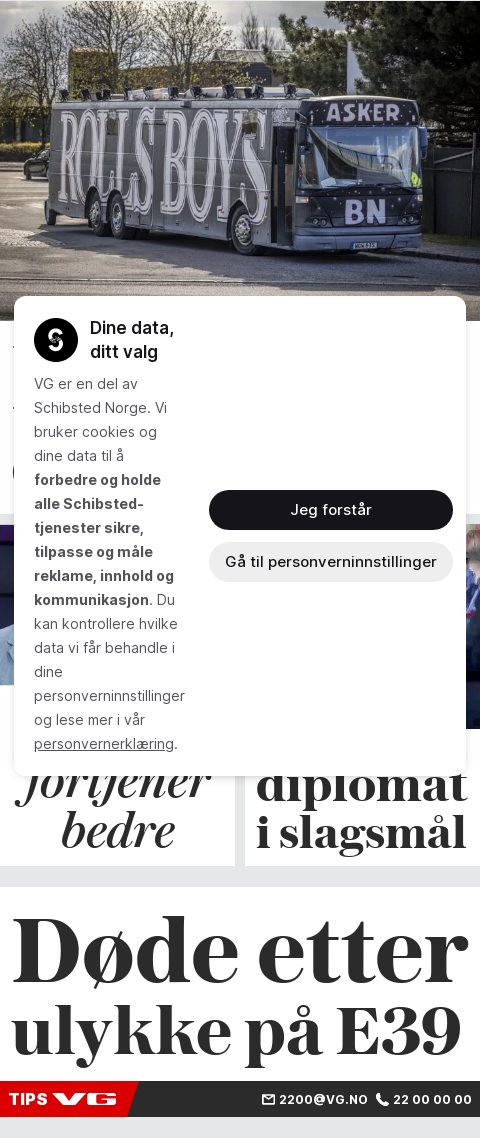 ROLLS BOYS
ASKER
BN
Dine data,
ditt valg
VG er en del av
Schibsted Norge. Vi
bruker cookies og
dine data til å
forbedre og holde
alle Schibsted-
tjenester sikre,
tilpasse og måle
reklame, innhold og
kommunikasjon. Du
kan kontrollere hvilke
data vi får behandle i
dine
personverninnstillinger
og lese mer i vår
personvernerklæring.
Jeg forstår
Gå til personverninnstillinger
fortjener
bedre
diplomat
i slagsmål
Døde etter
ulykke på E39
TIPS VG
2200@VG.NO 22 00 00 00